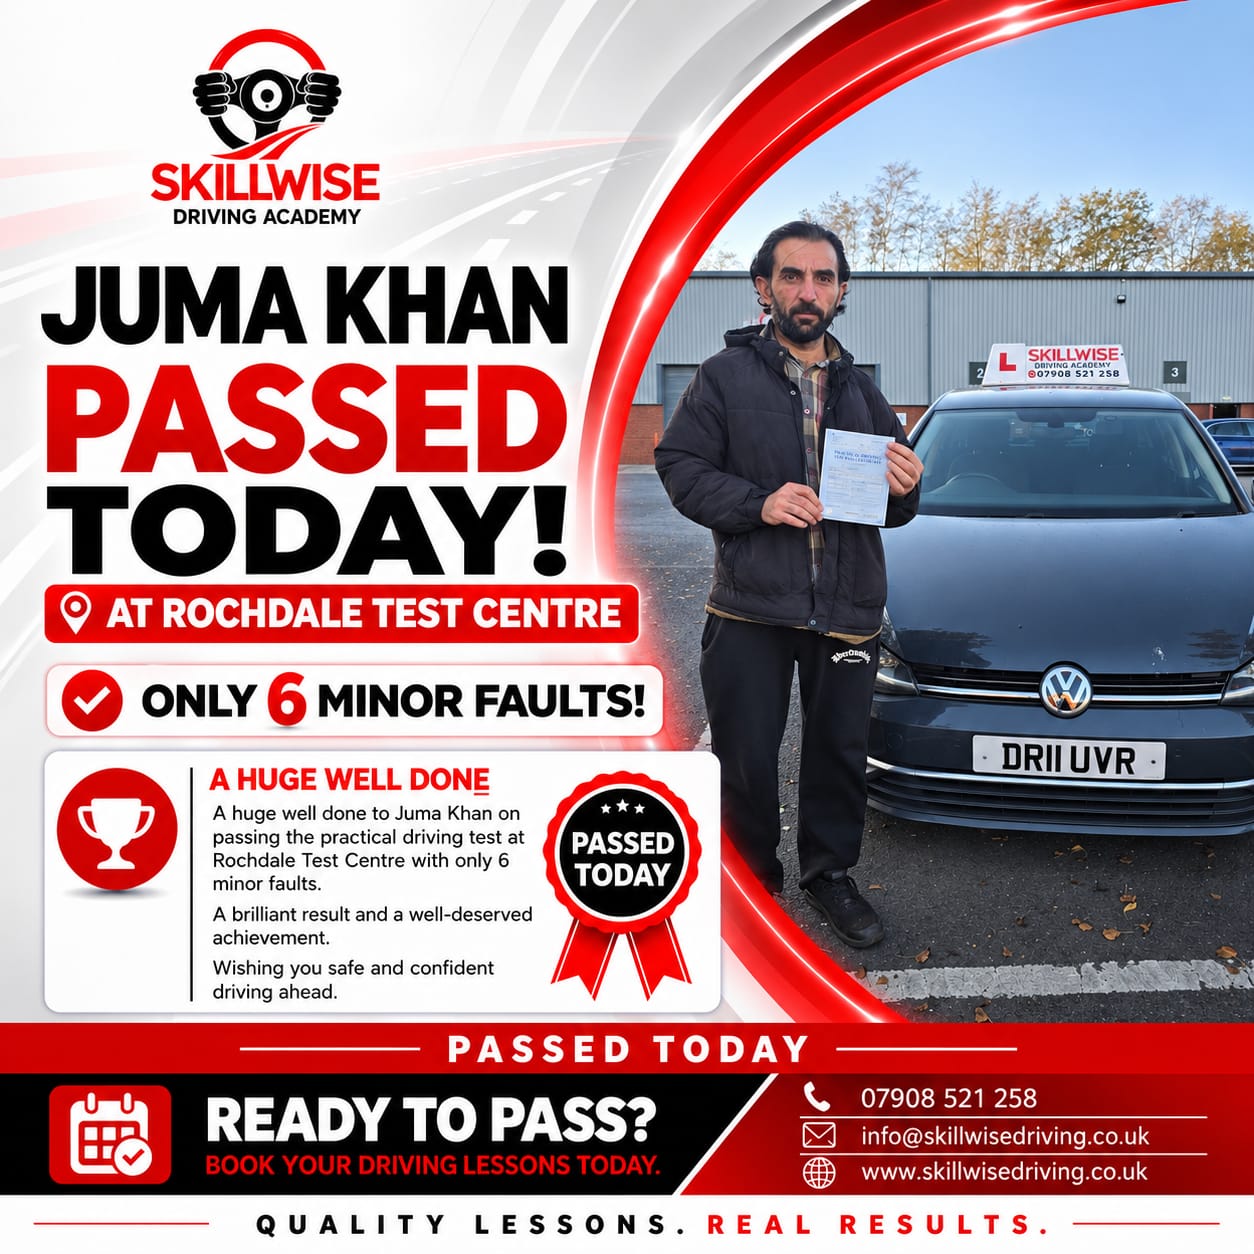 SKILLWISE
DRIVING ACADEMY
JUMA KHAN
PASSED
TODAY!
AT ROCHDALE TEST CENTRE
ONLY 6 MINOR FAULTS!
A HUGE WELL DONE
A huge well done to Juma Khan on
passing the practical driving test at
Rochdale Test Centre with only 6
minor faults.
A brilliant result and a well-deserved
achievement.
Wishing you safe and confident
driving ahead.
PASSED
TODAY
L SKILLWISE
DRIVING ACADEMY
07908 521 258
2
3
Abercrombie
DR11 UVR
PASSED TODAY
READY TO PASS?
BOOK YOUR DRIVING LESSONS TODAY.
07908 521 258
info@skillwisedriving.co.uk
www.skillwisedriving.co.uk
QUALITY LESSONS. REAL RESULTS.